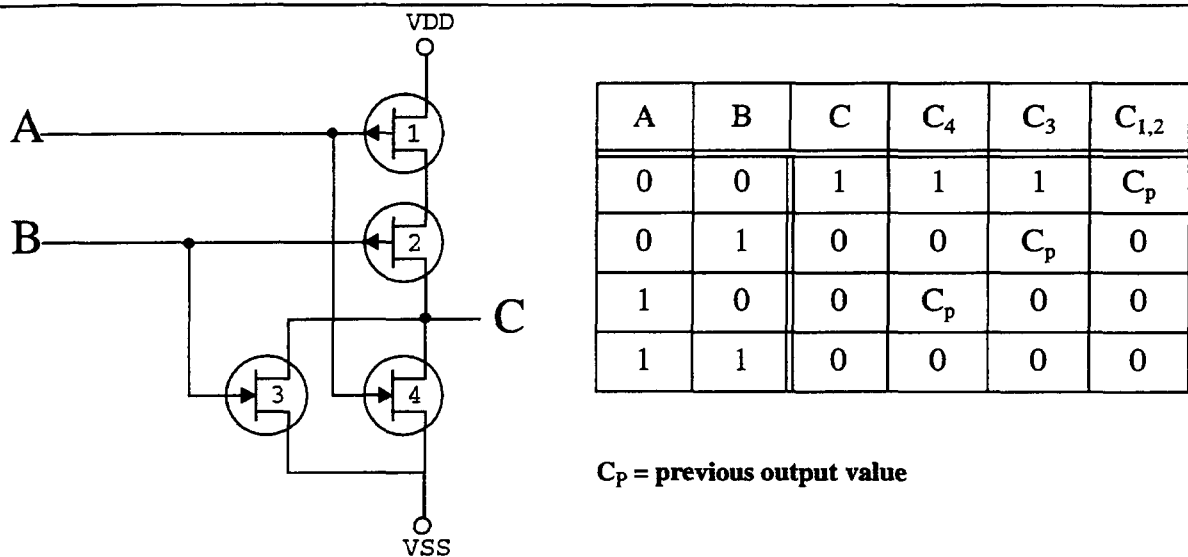 VDD
A
1
B
2
C
3
4
VSS
A B C C₄ C₃ C₁,₂
0 0 1 1 1 Cₚ
0 1 0 0 Cₚ 0
1 0 0 Cₚ 0 0
1 1 0 0 0 0
C_P = previous output value